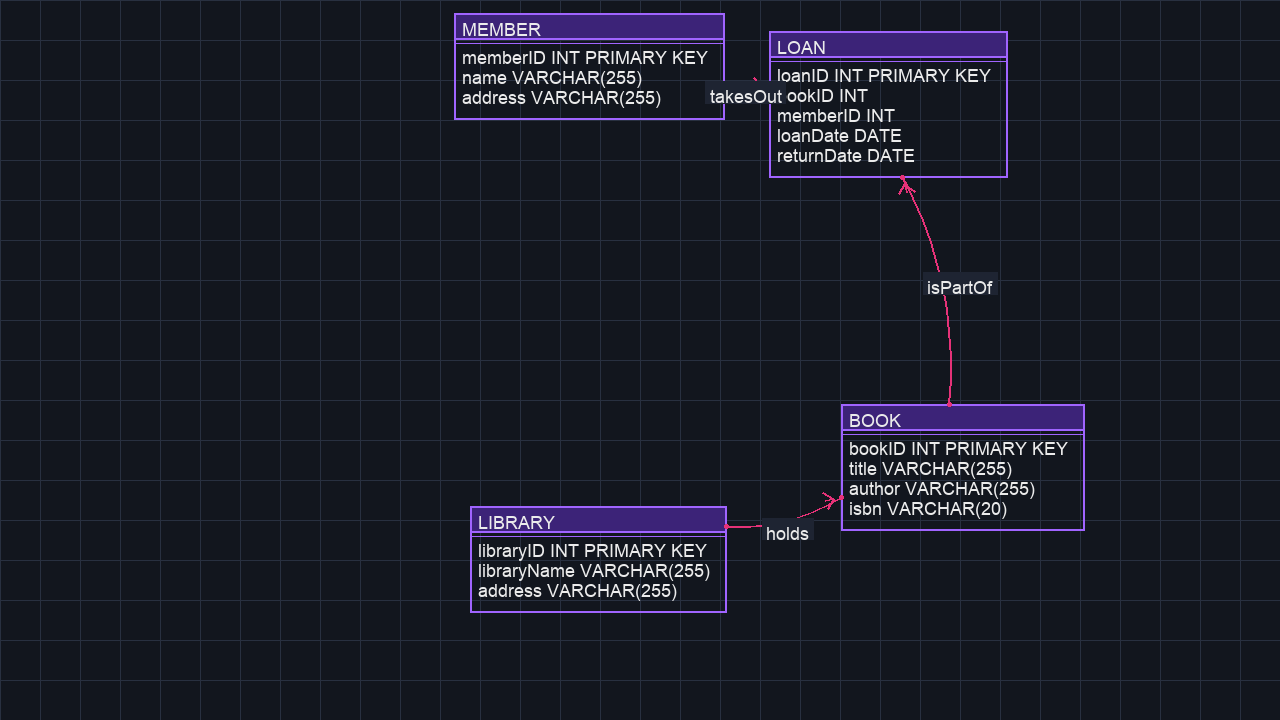 MEMBER
memberID INT PRIMARY KEY
name VARCHAR(255)
address VARCHAR(255)
takesOut
LOAN
loanID INT PRIMARY KEY
ookID INT
memberID INT
loanDate DATE
returnDate DATE
isPartOf
BOOK
bookID INT PRIMARY KEY
title VARCHAR(255)
author VARCHAR(255)
isbn VARCHAR(20)
LIBRARY
libraryID INT PRIMARY KEY
libraryName VARCHAR(255)
address VARCHAR(255)
holds